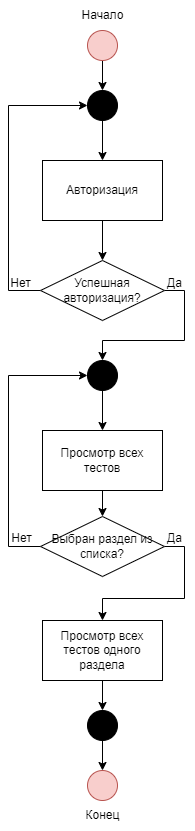 Начало
Авторизация
Успешная
авторизация?
Нет
Да
Просмотр всех
тестов
Выбран раздел из
списка?
Нет
Да
Просмотр всех
тестов одного
раздела
Конец